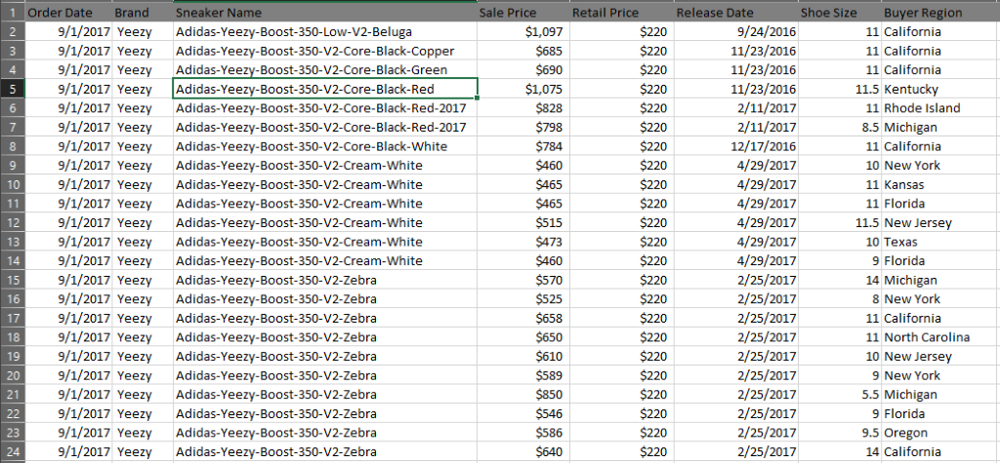 1 Order Date Brand Sneaker Name Sale Price Retail Price Release Date Shoe Size Buyer Region
2 9/1/2017 Yeezy Adidas-Yeezy-Boost-350-Low-V2-Beluga $1,097 $220 9/24/2016 11 California
3 9/1/2017 Yeezy Adidas-Yeezy-Boost-350-V2-Core-Black-Copper $685 $220 11/23/2016 11 California
4 9/1/2017 Yeezy Adidas-Yeezy-Boost-350-V2-Core-Black-Green $690 $220 11/23/2016 11 California
5 9/1/2017 Yeezy Adidas-Yeezy-Boost-350-V2-Core-Black-Red $1,075 $220 11/23/2016 11.5 Kentucky
6 9/1/2017 Yeezy Adidas-Yeezy-Boost-350-V2-Core-Black-Red-2017 $828 $220 2/11/2017 11 Rhode Island
7 9/1/2017 Yeezy Adidas-Yeezy-Boost-350-V2-Core-Black-Red-2017 $798 $220 2/11/2017 8.5 Michigan
8 9/1/2017 Yeezy Adidas-Yeezy-Boost-350-V2-Core-Black-White $784 $220 12/17/2016 11 California
9 9/1/2017 Yeezy Adidas-Yeezy-Boost-350-V2-Cream-White $460 $220 4/29/2017 10 New York
10 9/1/2017 Yeezy Adidas-Yeezy-Boost-350-V2-Cream-White $465 $220 4/29/2017 11 Kansas
11 9/1/2017 Yeezy Adidas-Yeezy-Boost-350-V2-Cream-White $465 $220 4/29/2017 11 Florida
12 9/1/2017 Yeezy Adidas-Yeezy-Boost-350-V2-Cream-White $515 $220 4/29/2017 11.5 New Jersey
13 9/1/2017 Yeezy Adidas-Yeezy-Boost-350-V2-Cream-White $473 $220 4/29/2017 10 Texas
14 9/1/2017 Yeezy Adidas-Yeezy-Boost-350-V2-Cream-White $460 $220 4/29/2017 9 Florida
15 9/1/2017 Yeezy Adidas-Yeezy-Boost-350-V2-Zebra $570 $220 2/25/2017 14 Michigan
16 9/1/2017 Yeezy Adidas-Yeezy-Boost-350-V2-Zebra $525 $220 2/25/2017 8 New York
17 9/1/2017 Yeezy Adidas-Yeezy-Boost-350-V2-Zebra $658 $220 2/25/2017 11 California
18 9/1/2017 Yeezy Adidas-Yeezy-Boost-350-V2-Zebra $650 $220 2/25/2017 11 North Carolina
19 9/1/2017 Yeezy Adidas-Yeezy-Boost-350-V2-Zebra $610 $220 2/25/2017 10 New Jersey
20 9/1/2017 Yeezy Adidas-Yeezy-Boost-350-V2-Zebra $589 $220 2/25/2017 9 New York
21 9/1/2017 Yeezy Adidas-Yeezy-Boost-350-V2-Zebra $850 $220 2/25/2017 5.5 Michigan
22 9/1/2017 Yeezy Adidas-Yeezy-Boost-350-V2-Zebra $546 $220 2/25/2017 9 Florida
23 9/1/2017 Yeezy Adidas-Yeezy-Boost-350-V2-Zebra $586 $220 2/25/2017 9.5 Oregon
24 9/1/2017 Yeezy Adidas-Yeezy-Boost-350-V2-Zebra $640 $220 2/25/2017 14 California